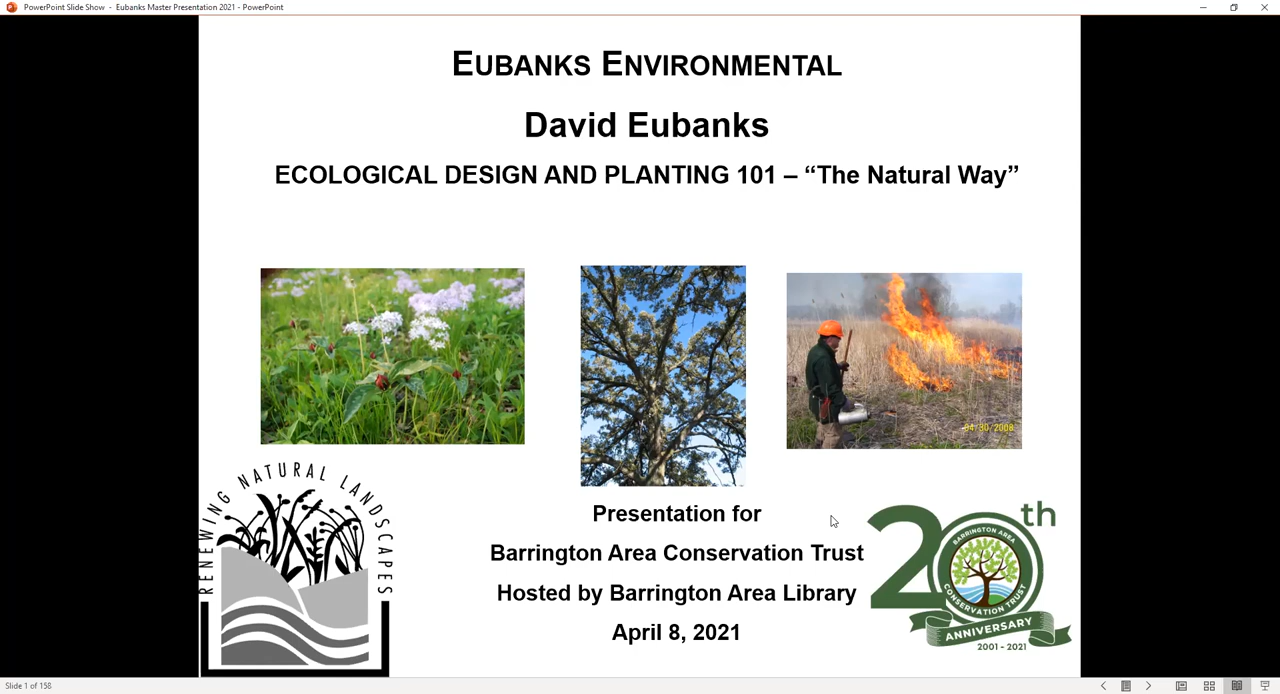 PowerPoint Slide Show - Eubanks Master Presentation 2021 - PowerPoint
EUBANKS ENVIRONMENTAL
David Eubanks
ECOLOGICAL DESIGN AND PLANTING 101 – “The Natural Way”
04/30/2008
RENEWING NATURAL LANDSCAPES
Presentation for
Barrington Area Conservation Trust
Hosted by Barrington Area Library
April 8, 2021
20th
BARRINGTON AREA
CONSERVATION TRUST
ANNIVERSARY
2001 - 2021
Slide 1 of 158